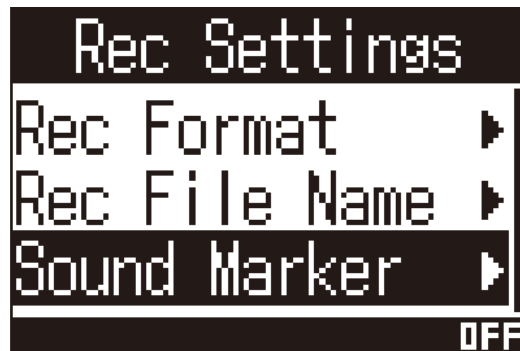 Rec Settings
Rec Format
Rec File Name
Sound Marker
OFF